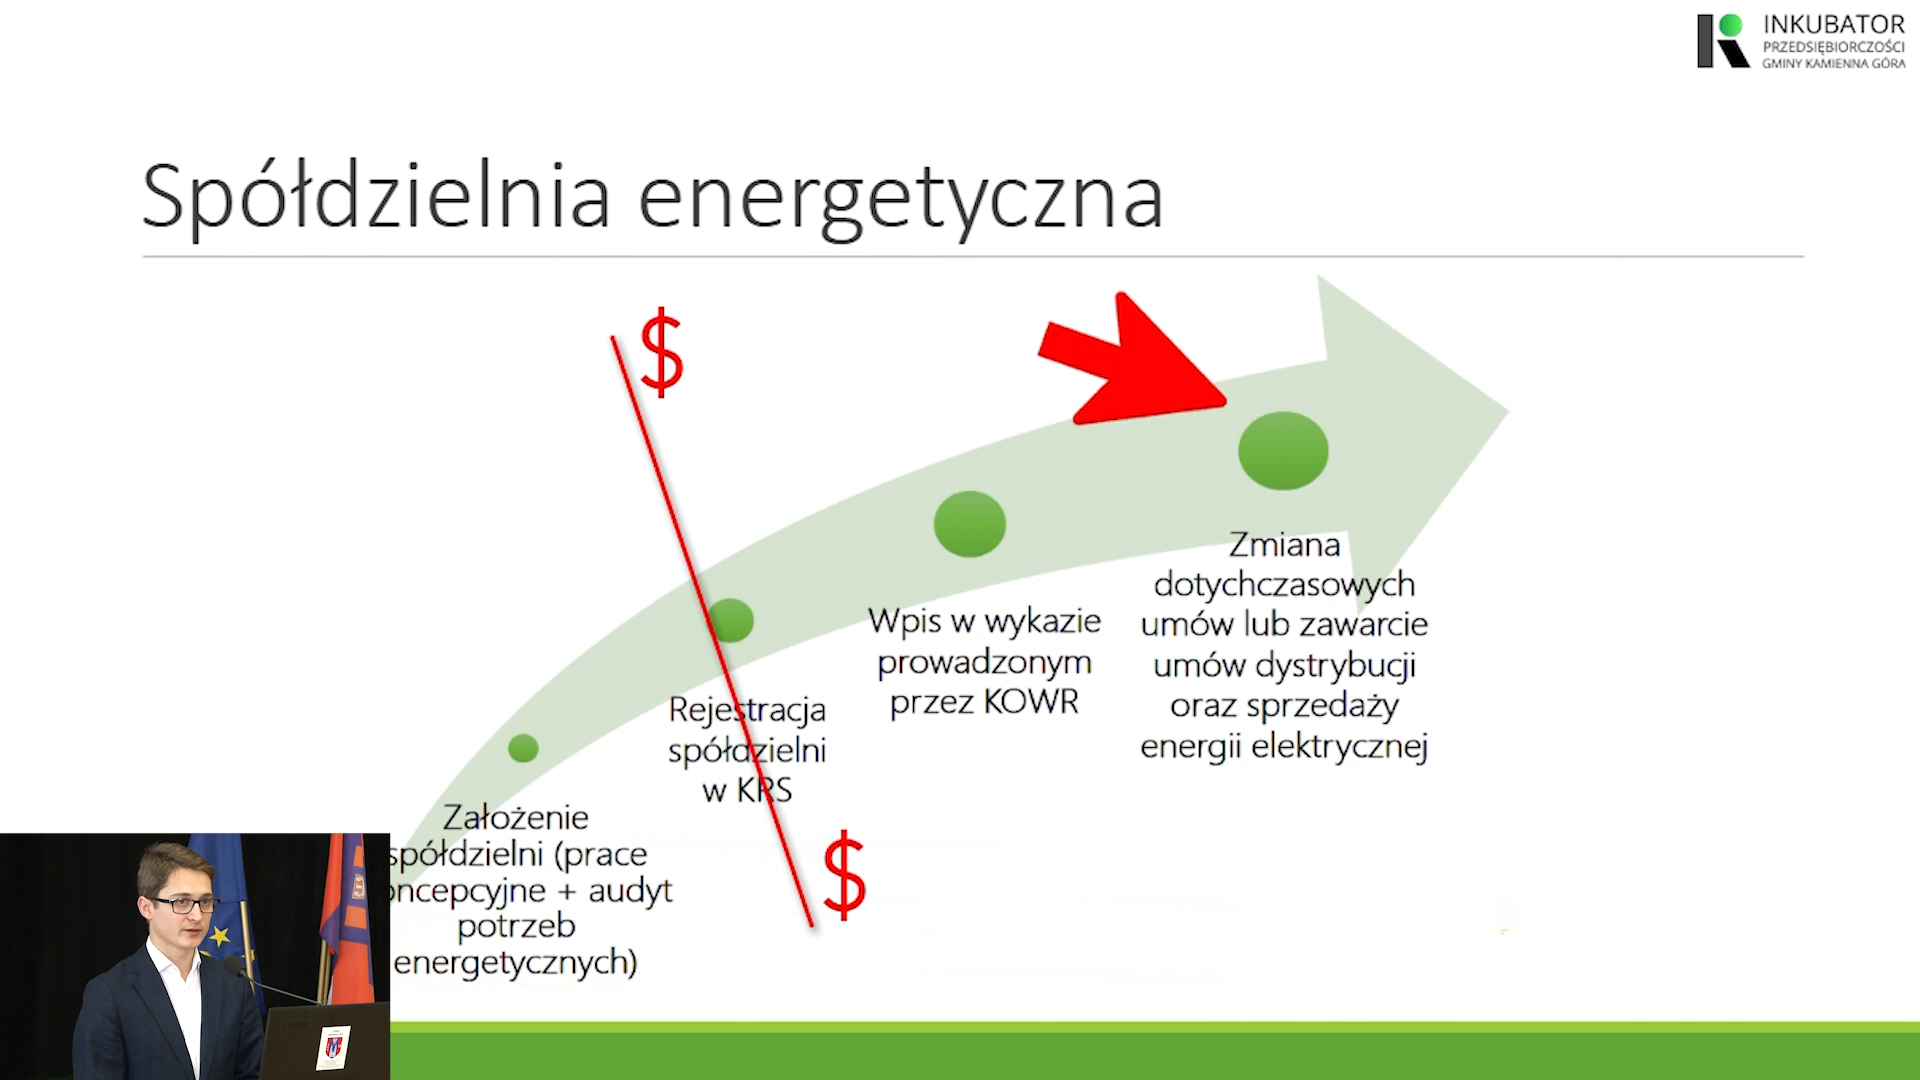 INKUBATOR
PRZEDSIĘBIORCZOŚCI
GMINY KAMIENNA GÓRA
Spółdzielnia energetyczna
$
Zmiana
dotychczasowych
umów lub zawarcie
umów dystrybucji
oraz sprzedaży
energii elektrycznej
Wpis w wykazie
prowadzonym
przez KOWR
Rejestracja
spółdzielni
w KRS
Założenie
spółdzielni (prace
oncepcyjne + audyt
potrzeb
energetycznych)
$